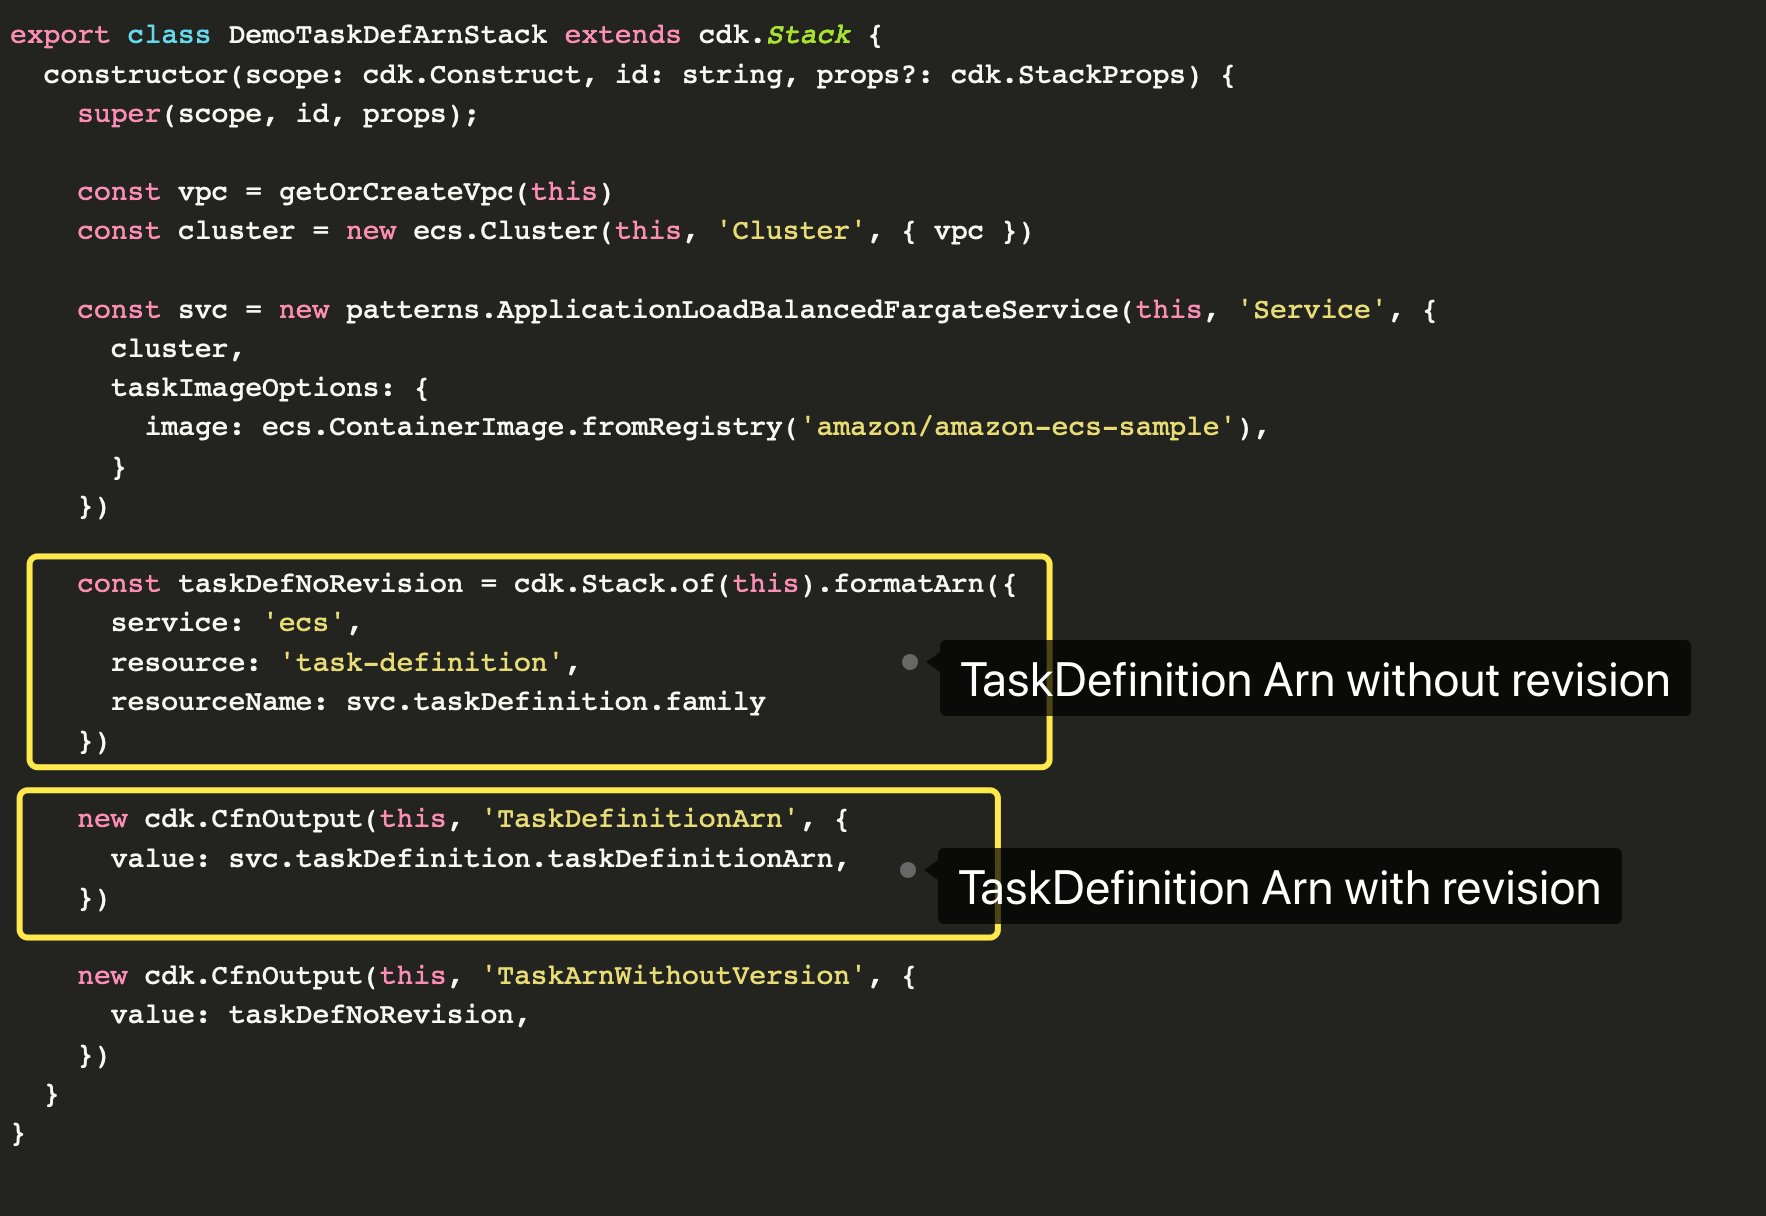 export class DemoTaskDefArnStack extends cdk.Stack {
  constructor(scope: cdk.Construct, id: string, props?: cdk.StackProps) {
    super(scope, id, props);

    const vpc = getOrCreateVpc(this)
    const cluster = new ecs.Cluster(this, 'Cluster', { vpc })

    const svc = new patterns.ApplicationLoadBalancedFargateService(this, 'Service', {
      cluster,
      taskImageOptions: {
        image: ecs.ContainerImage.fromRegistry('amazon/amazon-ecs-sample'),
      }
    })

    const taskDefNoRevision = cdk.Stack.of(this).formatArn({
      service: 'ecs',
      resource: 'task-definition',
TaskDefinition Arn without revision
      resourceName: svc.taskDefinition.family
    })

    new cdk.CfnOutput(this, 'TaskDefinitionArn', {
      value: svc.taskDefinition.taskDefinitionArn,
TaskDefinition Arn with revision
    })

    new cdk.CfnOutput(this, 'TaskArnWithoutVersion', {
      value: taskDefNoRevision,
    })
  }
}